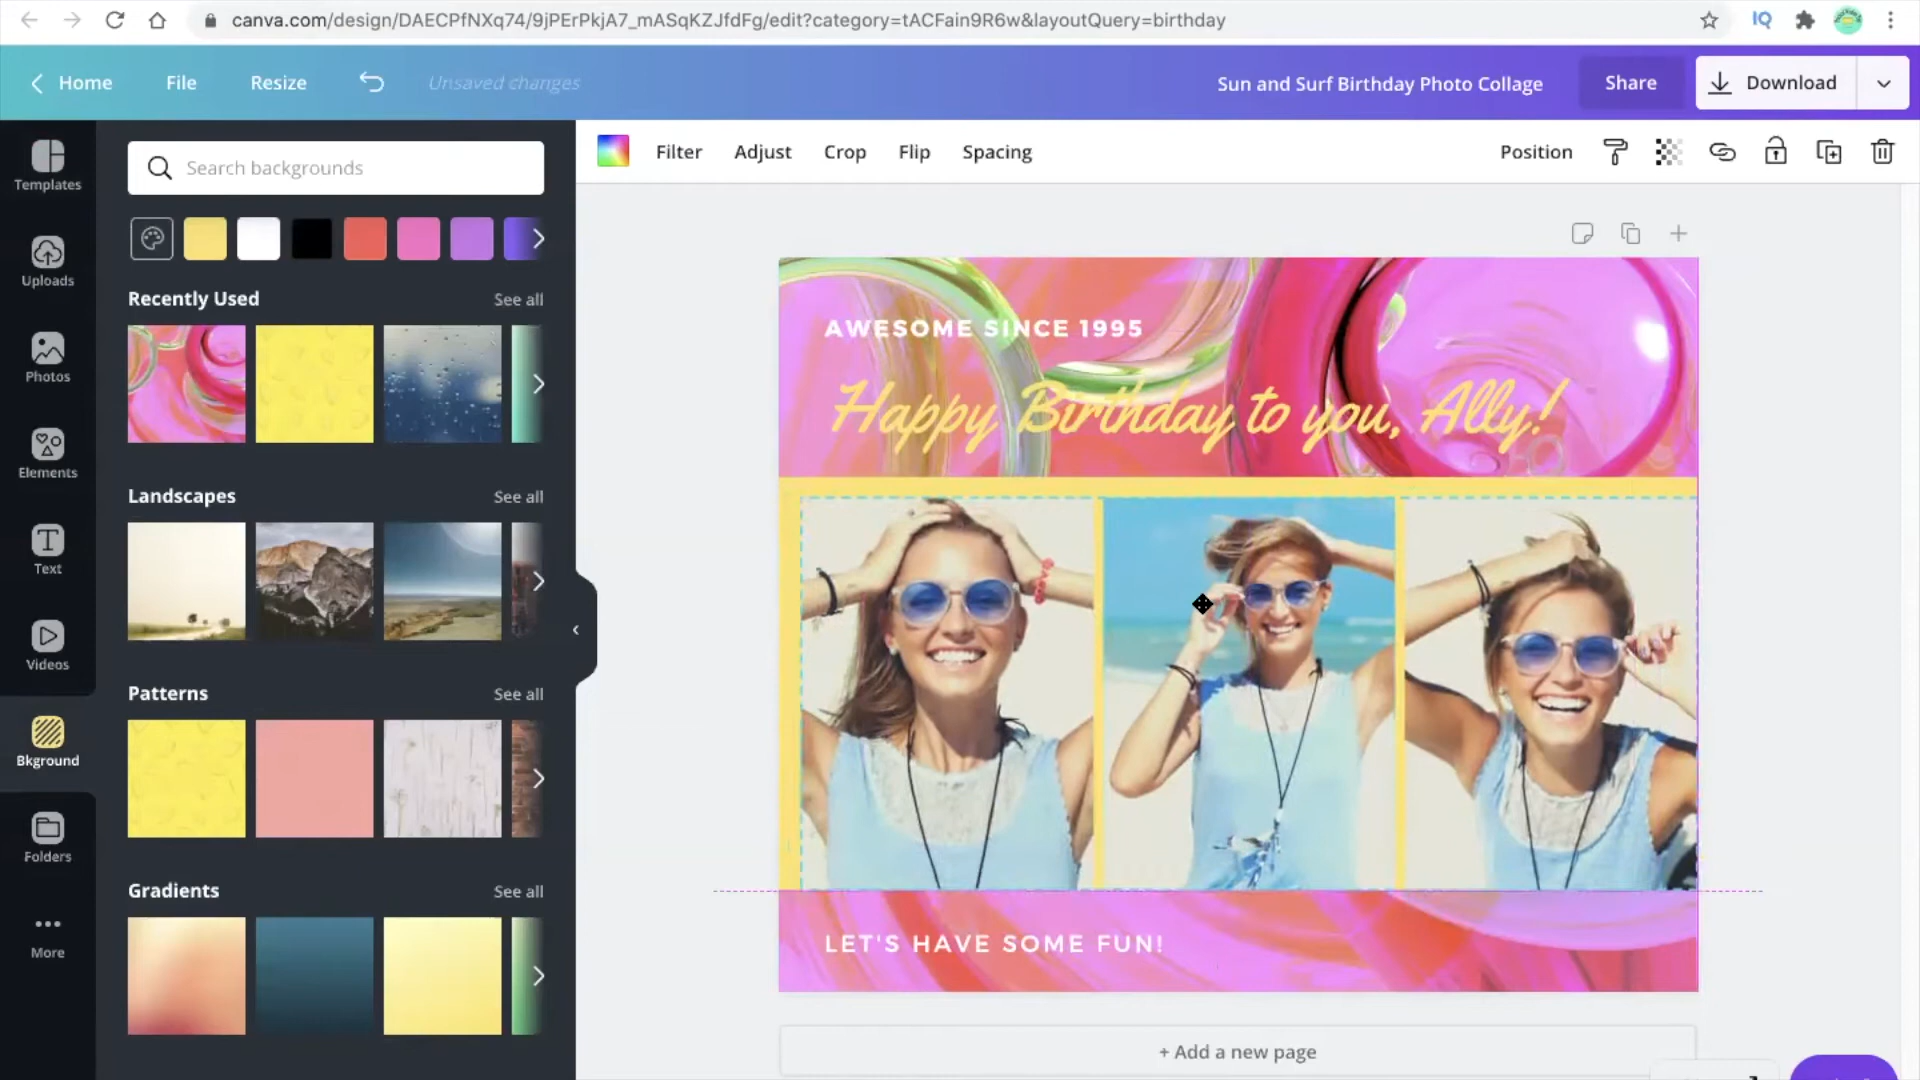 canva.com/design/DAECPfNXq74/9jPErPkjA7_mASqKZJfdFg/edit?category=tACFain9R6w&layoutQuery=birthday
IQ
Home
File
Resize
Unsaved changes
Sun and Surf Birthday Photo Collage
Share
Download
Templates
Uploads
Photos
Elements
Text
Videos
Bkground
Folders
More
Search backgrounds
Recently Used
See all
Landscapes
See all
Patterns
See all
Gradients
See all
Filter
Adjust
Crop
Flip
Spacing
Position
AWESOME SINCE 1995
Happy Birthday to you, Ally!
LET'S HAVE SOME FUN!
+ Add a new page